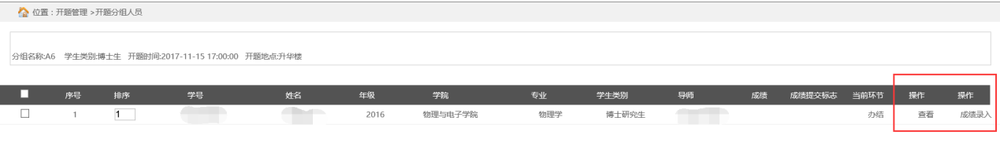 位置：开题管理 >开题分组人员
分组名称:A6 学生类别:博士生 开题时间:2017-11-15 17:00:00 开题地点:升华楼
序号 排序 学号 姓名 年级 学院 专业 学生类别 导师 成绩 成绩提交标志 当前环节 操作 操作
1 1 2016 物理与电子学院 物理学 博士研究生 办结 查看 成绩录入